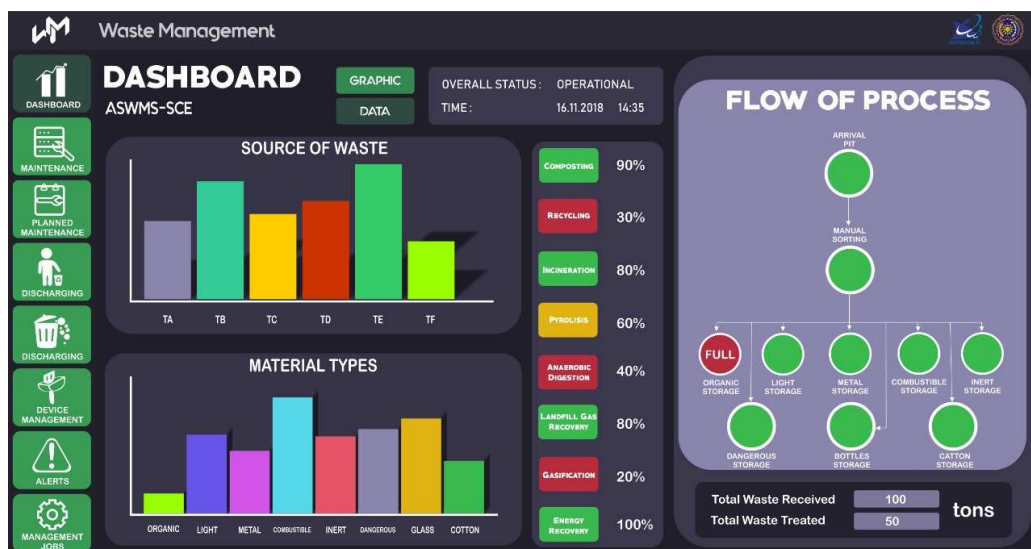 WM
Waste Management
DASHBOARD
MAINTENANCE
PLANNED
MAINTENANCE
DISCHARGING
DISCHARGING
DEVICE
MANAGEMENT
ALERTS
MANAGEMENT
JOBS
DASHBOARD
ASWMS-SCE
GRAPHIC
DATA
OVERALL STATUS : OPERATIONAL
TIME : 16.11.2018 14:35
SOURCE OF WASTE
TA TB TC TD TE TF
MATERIAL TYPES
ORGANIC LIGHT METAL COMBUSTIBLE INERT DANGEROUS GLASS COTTON
COMPOSTING 90%
RECYCLING 30%
INCINERATION 80%
PYROLISIS 60%
ANAEROBIC
DIGESTION 40%
LANDFILL GAS
RECOVERY 80%
GASIFICATION 20%
ENERGY
RECOVERY 100%
FLOW OF PROCESS
ARRIVAL
PIT
MANUAL
SORTING
FULL
ORGANIC
STORAGE
LIGHT
STORAGE
METAL
STORAGE
COMBUSTIBLE
STORAGE
INERT
STORAGE
DANGEROUS
STORAGE
BOTTLES
STORAGE
CATTON
STORAGE
Total Waste Received 100
Total Waste Treated 50
tons